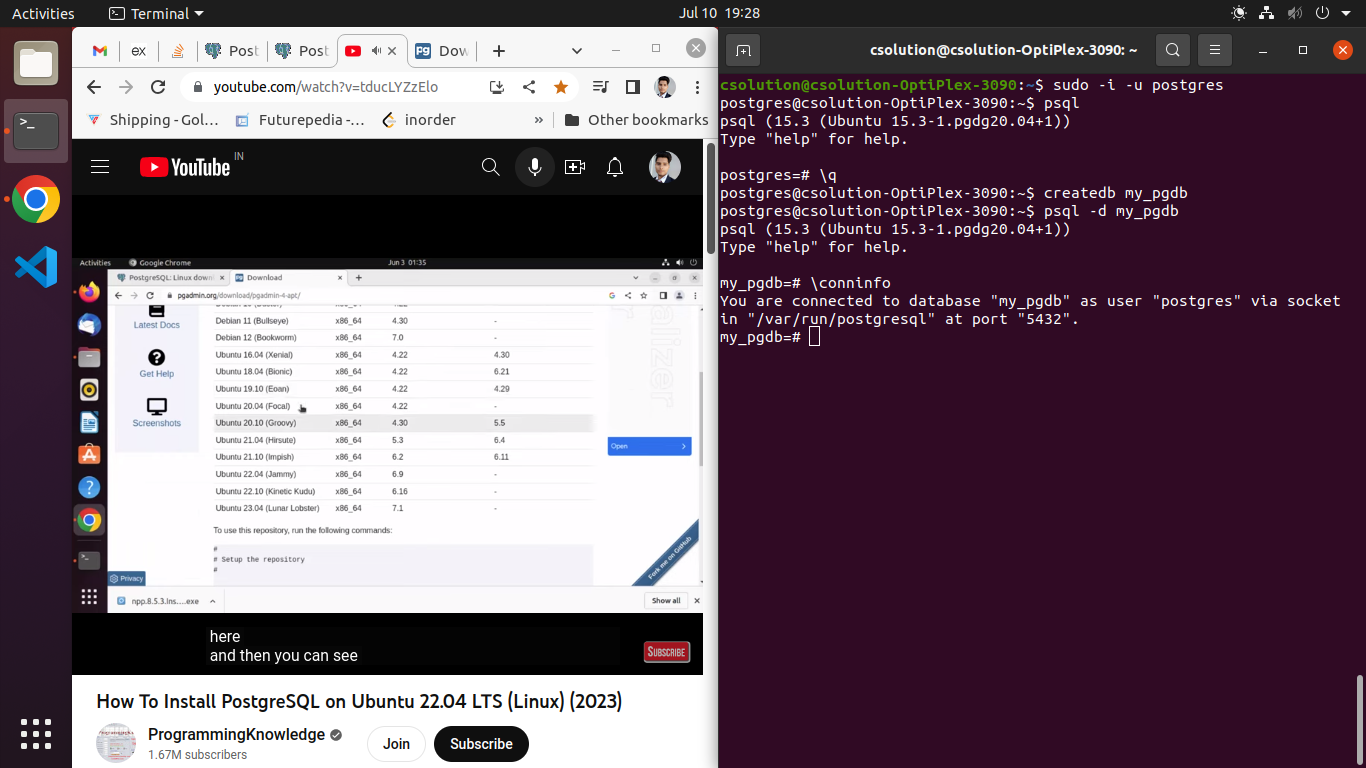 Activities
Terminal
Jul 10 19:28
ex
Post
Post
Dow
youtube.com/watch?v=tducLYZzElo
Shipping - Gol...
Futurepedia -...
inorder
»
Other bookmarks
YouTube IN
Activities
Google Chrome
Jun 3 01:35
PostgreSQL: Linux down
Download
pgadmin.org/download/pgadmin-4-apt/
Latest Docs
Get Help
Screenshots
Debian 11 (Bullseye) x86_64 4.30 -
Debian 12 (Bookworm) x86_64 7.0 -
Ubuntu 16.04 (Xenial) x86_64 4.22 4.30
Ubuntu 18.04 (Bionic) x86_64 4.22 6.21
Ubuntu 19.10 (Eoan) x86_64 4.22 4.29
Ubuntu 20.04 (Focal) x86_64 4.22 -
Ubuntu 20.10 (Groovy) x86_64 4.30 5.5
Ubuntu 21.04 (Hirsute) x86_64 5.3 6.4
Ubuntu 21.10 (Impish) x86_64 6.2 6.11
Ubuntu 22.04 (Jammy) x86_64 6.9 -
Ubuntu 22.10 (Kinetic Kudu) x86_64 6.16 -
Ubuntu 23.04 (Lunar Lobster) x86_64 7.1 -
To use this repository, run the following commands:
#
# Setup the repository
#
Open
Fork me on GitHub
Privacy
npp.8.5.3.Ins....exe
Show all
here
and then you can see
SUBSCRIBE
How To Install PostgreSQL on Ubuntu 22.04 LTS (Linux) (2023)
ProgrammingKnowledge
1.67M subscribers
Join
Subscribe
csolution@csolution-OptiPlex-3090: ~
csolution@csolution-OptiPlex-3090:~$ sudo -i -u postgres
postgres@csolution-OptiPlex-3090:~$ psql
psql (15.3 (Ubuntu 15.3-1.pgdg20.04+1))
Type "help" for help.
postgres=# \q
postgres@csolution-OptiPlex-3090:~$ createdb my_pgdb
postgres@csolution-OptiPlex-3090:~$ psql -d my_pgdb
psql (15.3 (Ubuntu 15.3-1.pgdg20.04+1))
Type "help" for help.
my_pgdb=# \conninfo
You are connected to database "my_pgdb" as user "postgres" via socket
in "/var/run/postgresql" at port "5432".
my_pgdb=#